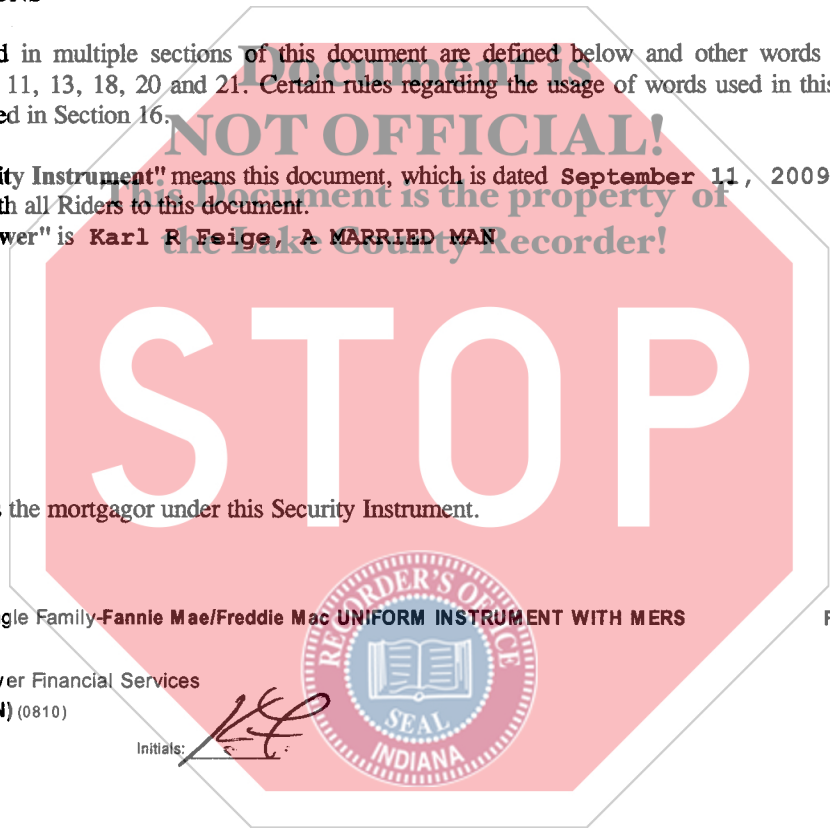 d in multiple sections of this document are defined below and other words
11, 13, 18, 20 and 21. Certain rules regarding the usage of words used in this
ed in Section 16.
Document is
NOT OFFICIAL!
This Document is the property of
the Lake County Recorder!
ity Instrument" means this document, which is dated September 11, 2009
th all Riders to this document.
wer" is Karl R Feige, A MARRIED MAN
STOP
the mortgagor under this Security Instrument.
gle Family-Fannie Mae/Freddie Mac UNIFORM INSTRUMENT WITH MERS
er Financial Services
(0810)
Initials: KF
RECORDER'S OFFICE
SEAL
INDIANA